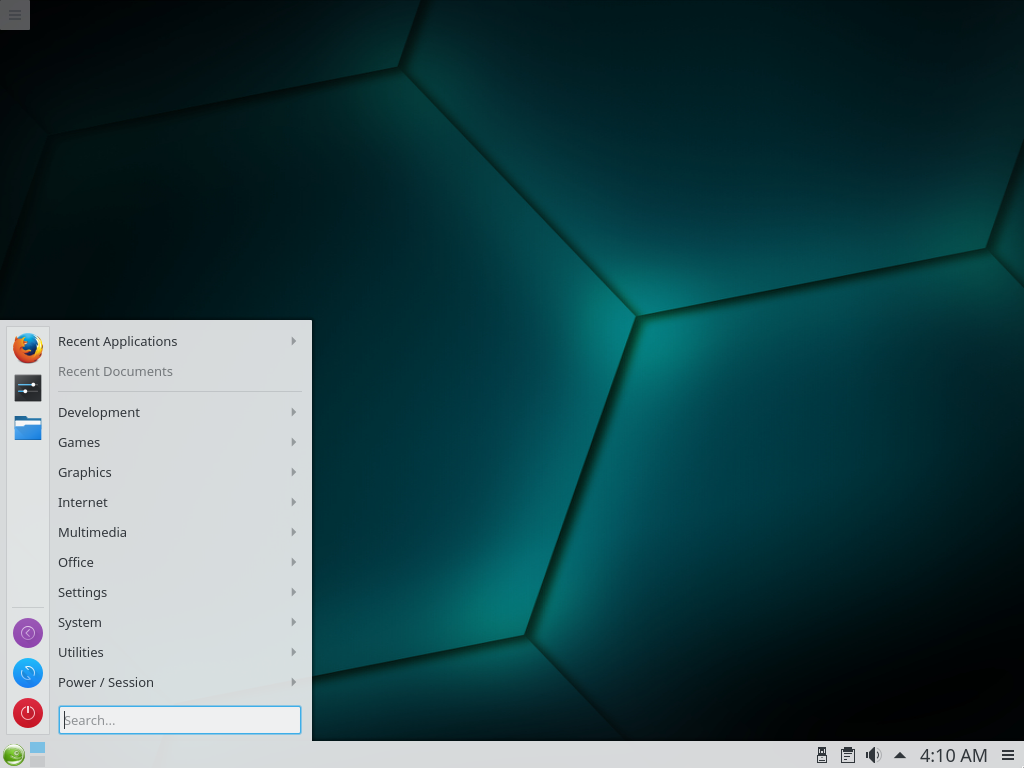 Recent Applications
Recent Documents
Development
Games
Graphics
Internet
Multimedia
Office
Settings
System
Utilities
Power / Session
Search...
4:10 AM